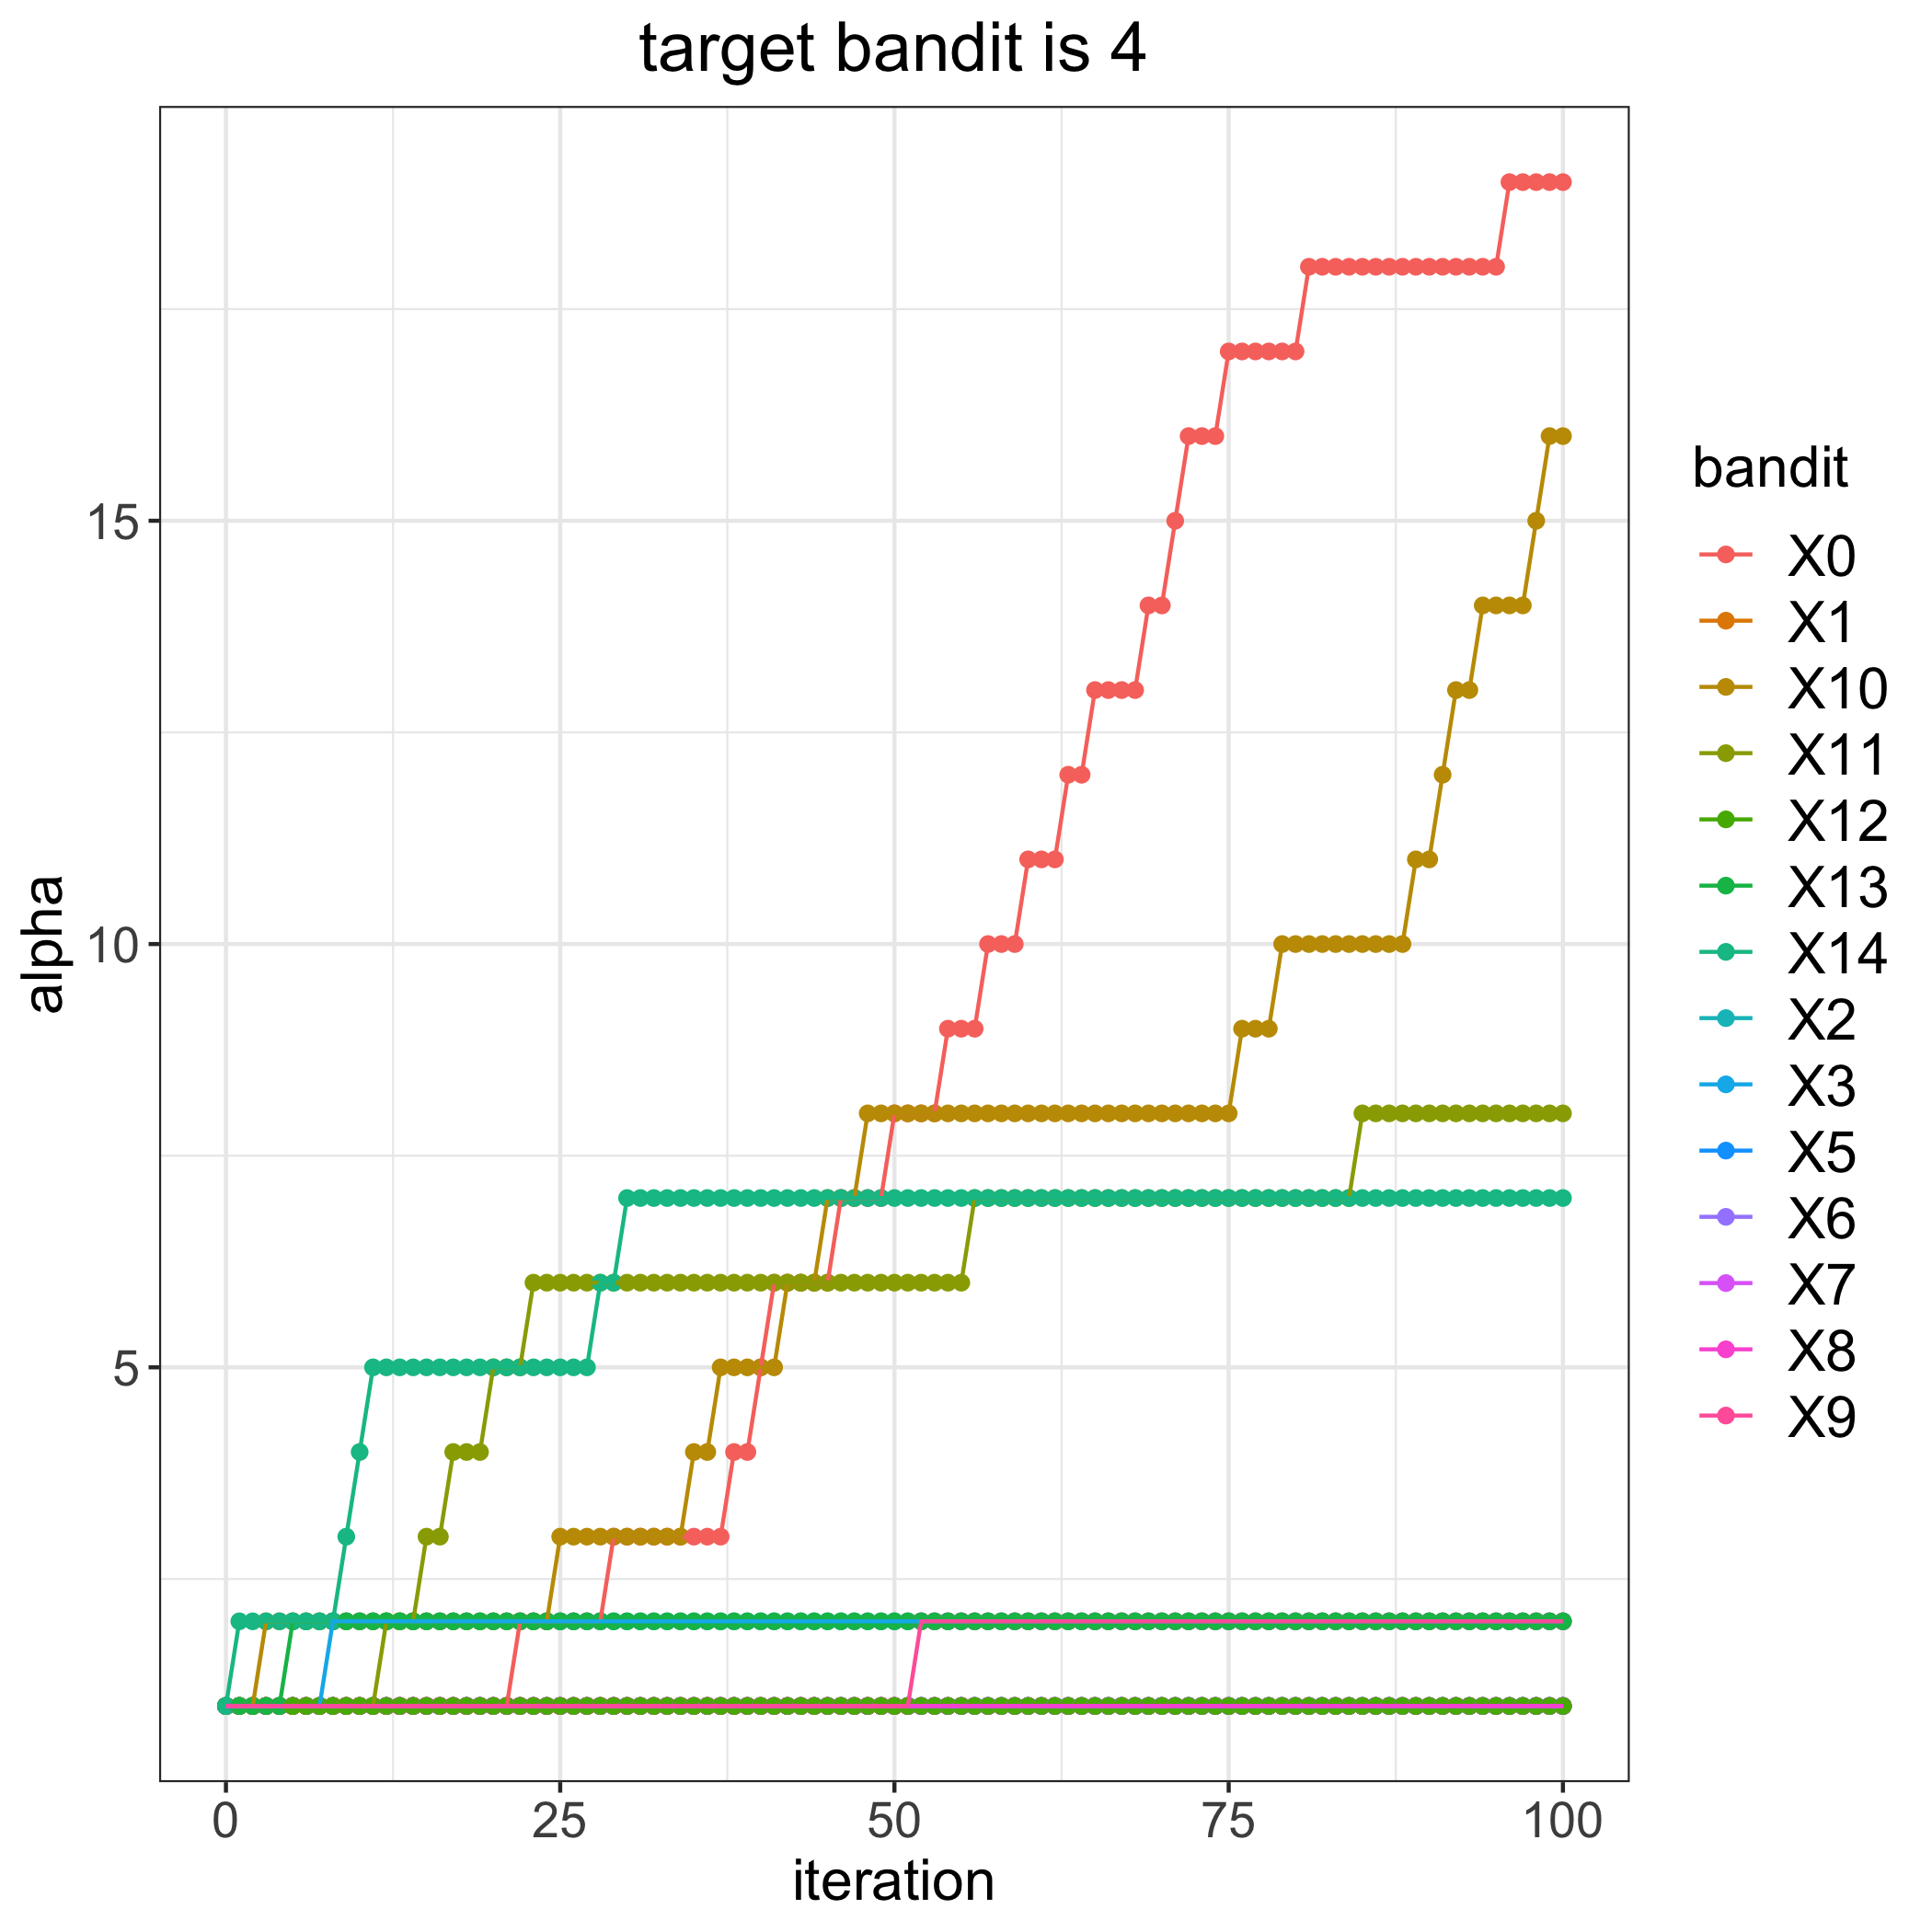 target bandit is 4
alpha
15
10
5
0 25 50 75 100
iteration
bandit
X0
X1
X10
X11
X12
X13
X14
X2
X3
X5
X6
X7
X8
X9